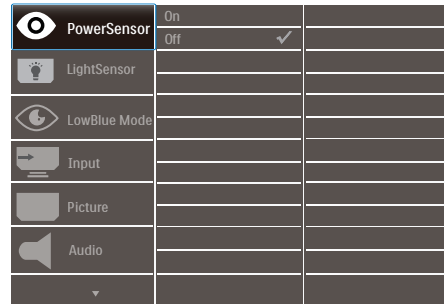 PowerSensor
On
Off
LightSensor
LowBlue Mode
Input
Picture
Audio